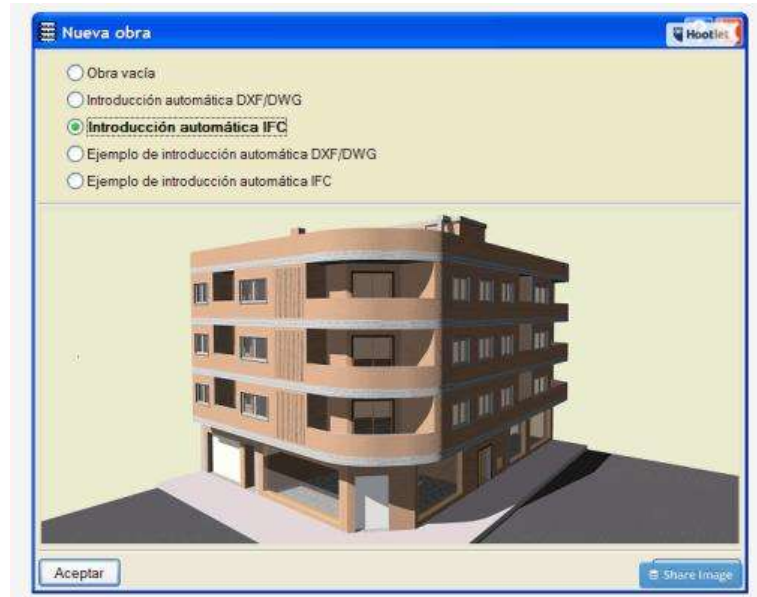 Nueva obra
Hootlet
Obra vacía
Introducción automática DXF/DWG
Introducción automática IFC
Ejemplo de introducción automática DXF/DWG
Ejemplo de introducción automática IFC
Aceptar
Share Image